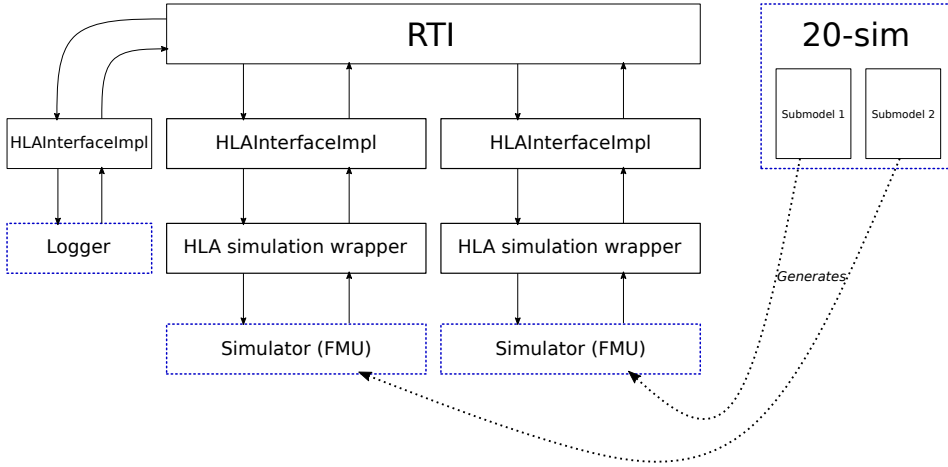 RTI
20-sim
Submodel 1
Submodel 2
HLAInterfaceImpl
HLAInterfaceImpl
HLAInterfaceImpl
Logger
HLA simulation wrapper
HLA simulation wrapper
Generates
Simulator (FMU)
Simulator (FMU)